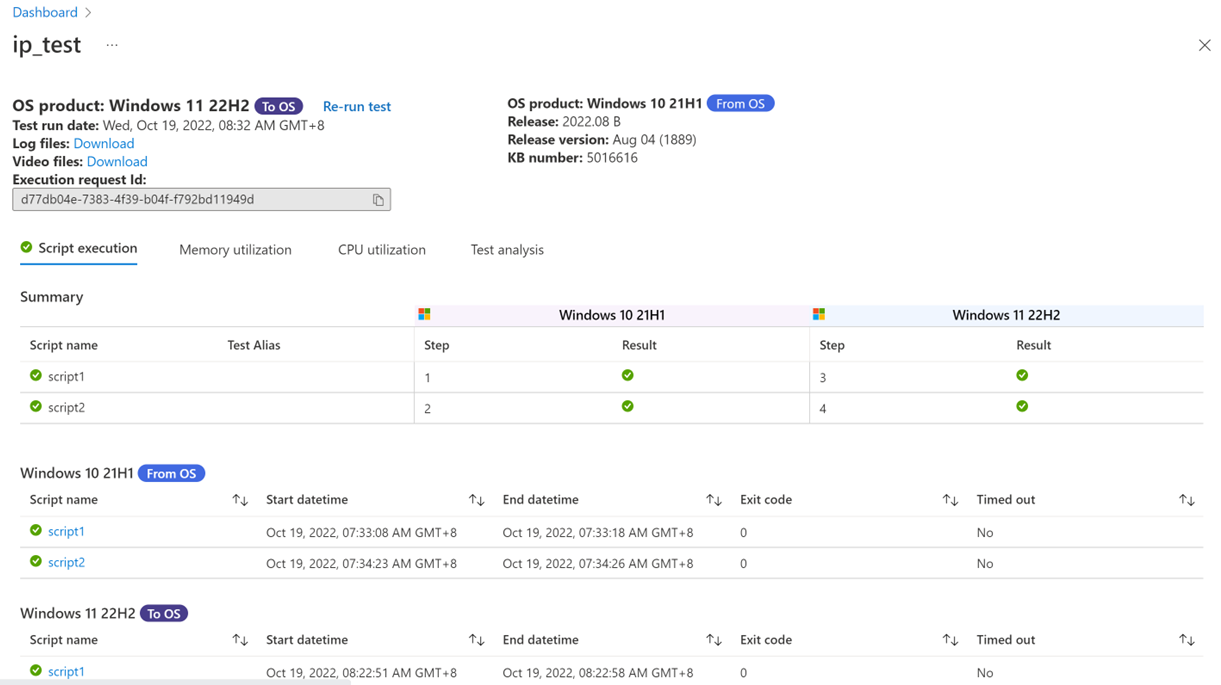 Dashboard >
ip_test ...
OS product: Windows 11 22H2 To OS Re-run test
Test run date: Wed, Oct 19, 2022, 08:32 AM GMT+8
Log files: Download
Video files: Download
Execution request Id:
d77db04e-7383-4f39-b04f-f792bd11949d
OS product: Windows 10 21H1 From OS
Release: 2022.08 B
Release version: Aug 04 (1889)
KB number: 5016616
Script execution Memory utilization CPU utilization Test analysis
Summary
Windows 10 21H1 Windows 11 22H2
Script name Test Alias Step Result Step Result
script1 1 3
script2 2 4
Windows 10 21H1 From OS
Script name Start datetime End datetime Exit code Timed out
script1 Oct 19, 2022, 07:33:08 AM GMT+8 Oct 19, 2022, 07:33:18 AM GMT+8 0 No
script2 Oct 19, 2022, 07:34:23 AM GMT+8 Oct 19, 2022, 07:34:26 AM GMT+8 0 No
Windows 11 22H2 To OS
Script name Start datetime End datetime Exit code Timed out
script1 Oct 19, 2022, 08:22:51 AM GMT+8 Oct 19, 2022, 08:22:58 AM GMT+8 0 No